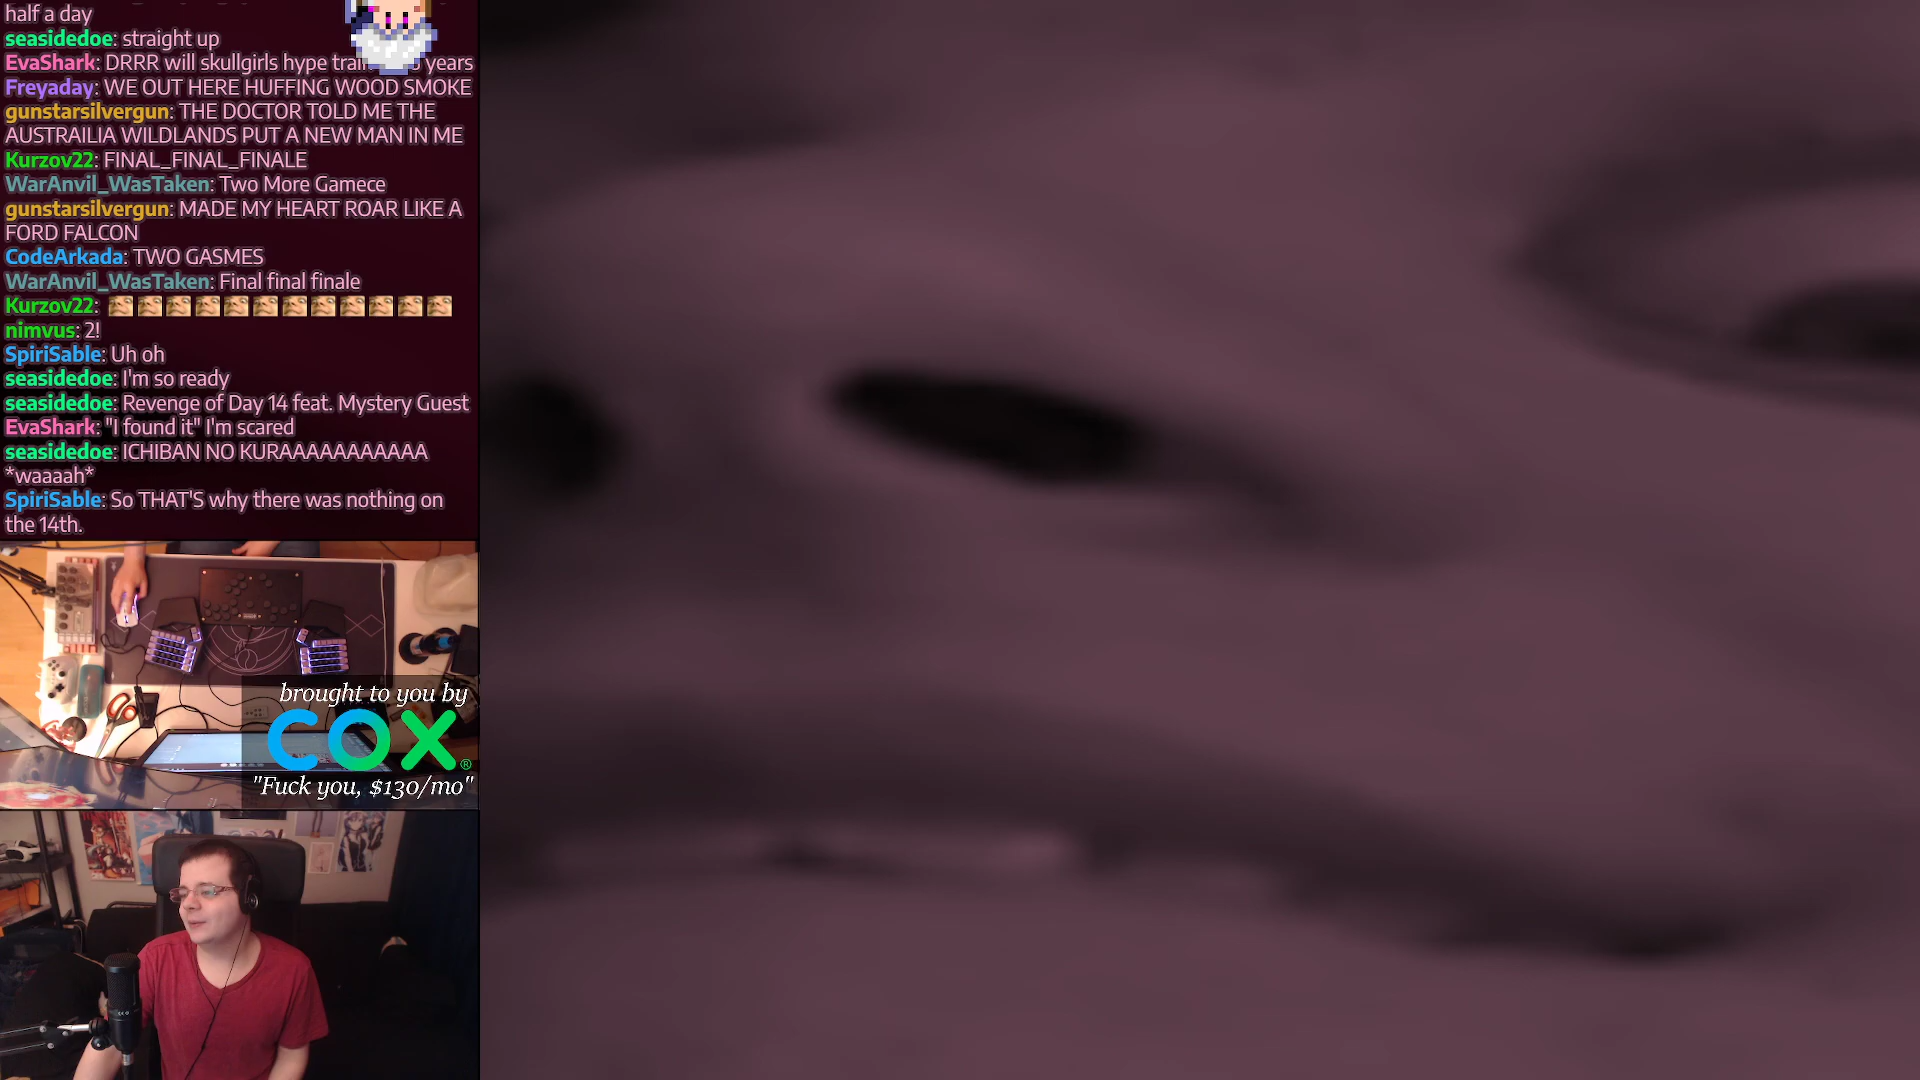 half a day
seasidedoe: straight up
EvaShark: DRRR will skullgirls hype train years
Freyaday: WE OUT HERE HUFFING WOOD SMOKE
gunstarsilvergun: THE DOCTOR TOLD ME THE
AUSTRAILIA WILDLANDS PUT A NEW MAN IN ME
Kurzov22: FINAL_FINAL_FINALE
WarAnvil_WasTaken: Two More Gamece
gunstarsilvergun: MADE MY HEART ROAR LIKE A
FORD FALCON
CodeArkada: TWO GASMES
WarAnvil_WasTaken: Final final finale
Kurzov22:
nimvus: 2!
SpiriSable: Uh oh
seasidedoe: I'm so ready
seasidedoe: Revenge of Day 14 feat. Mystery Guest
EvaShark: "I found it" I'm scared
seasidedoe: ICHIBAN NO KURAAAAAAAAAAA
*waaaah*
SpiriSable: So THAT'S why there was nothing on
the 14th.
brought to you by
COX®
"Fuck you, $130/mo"